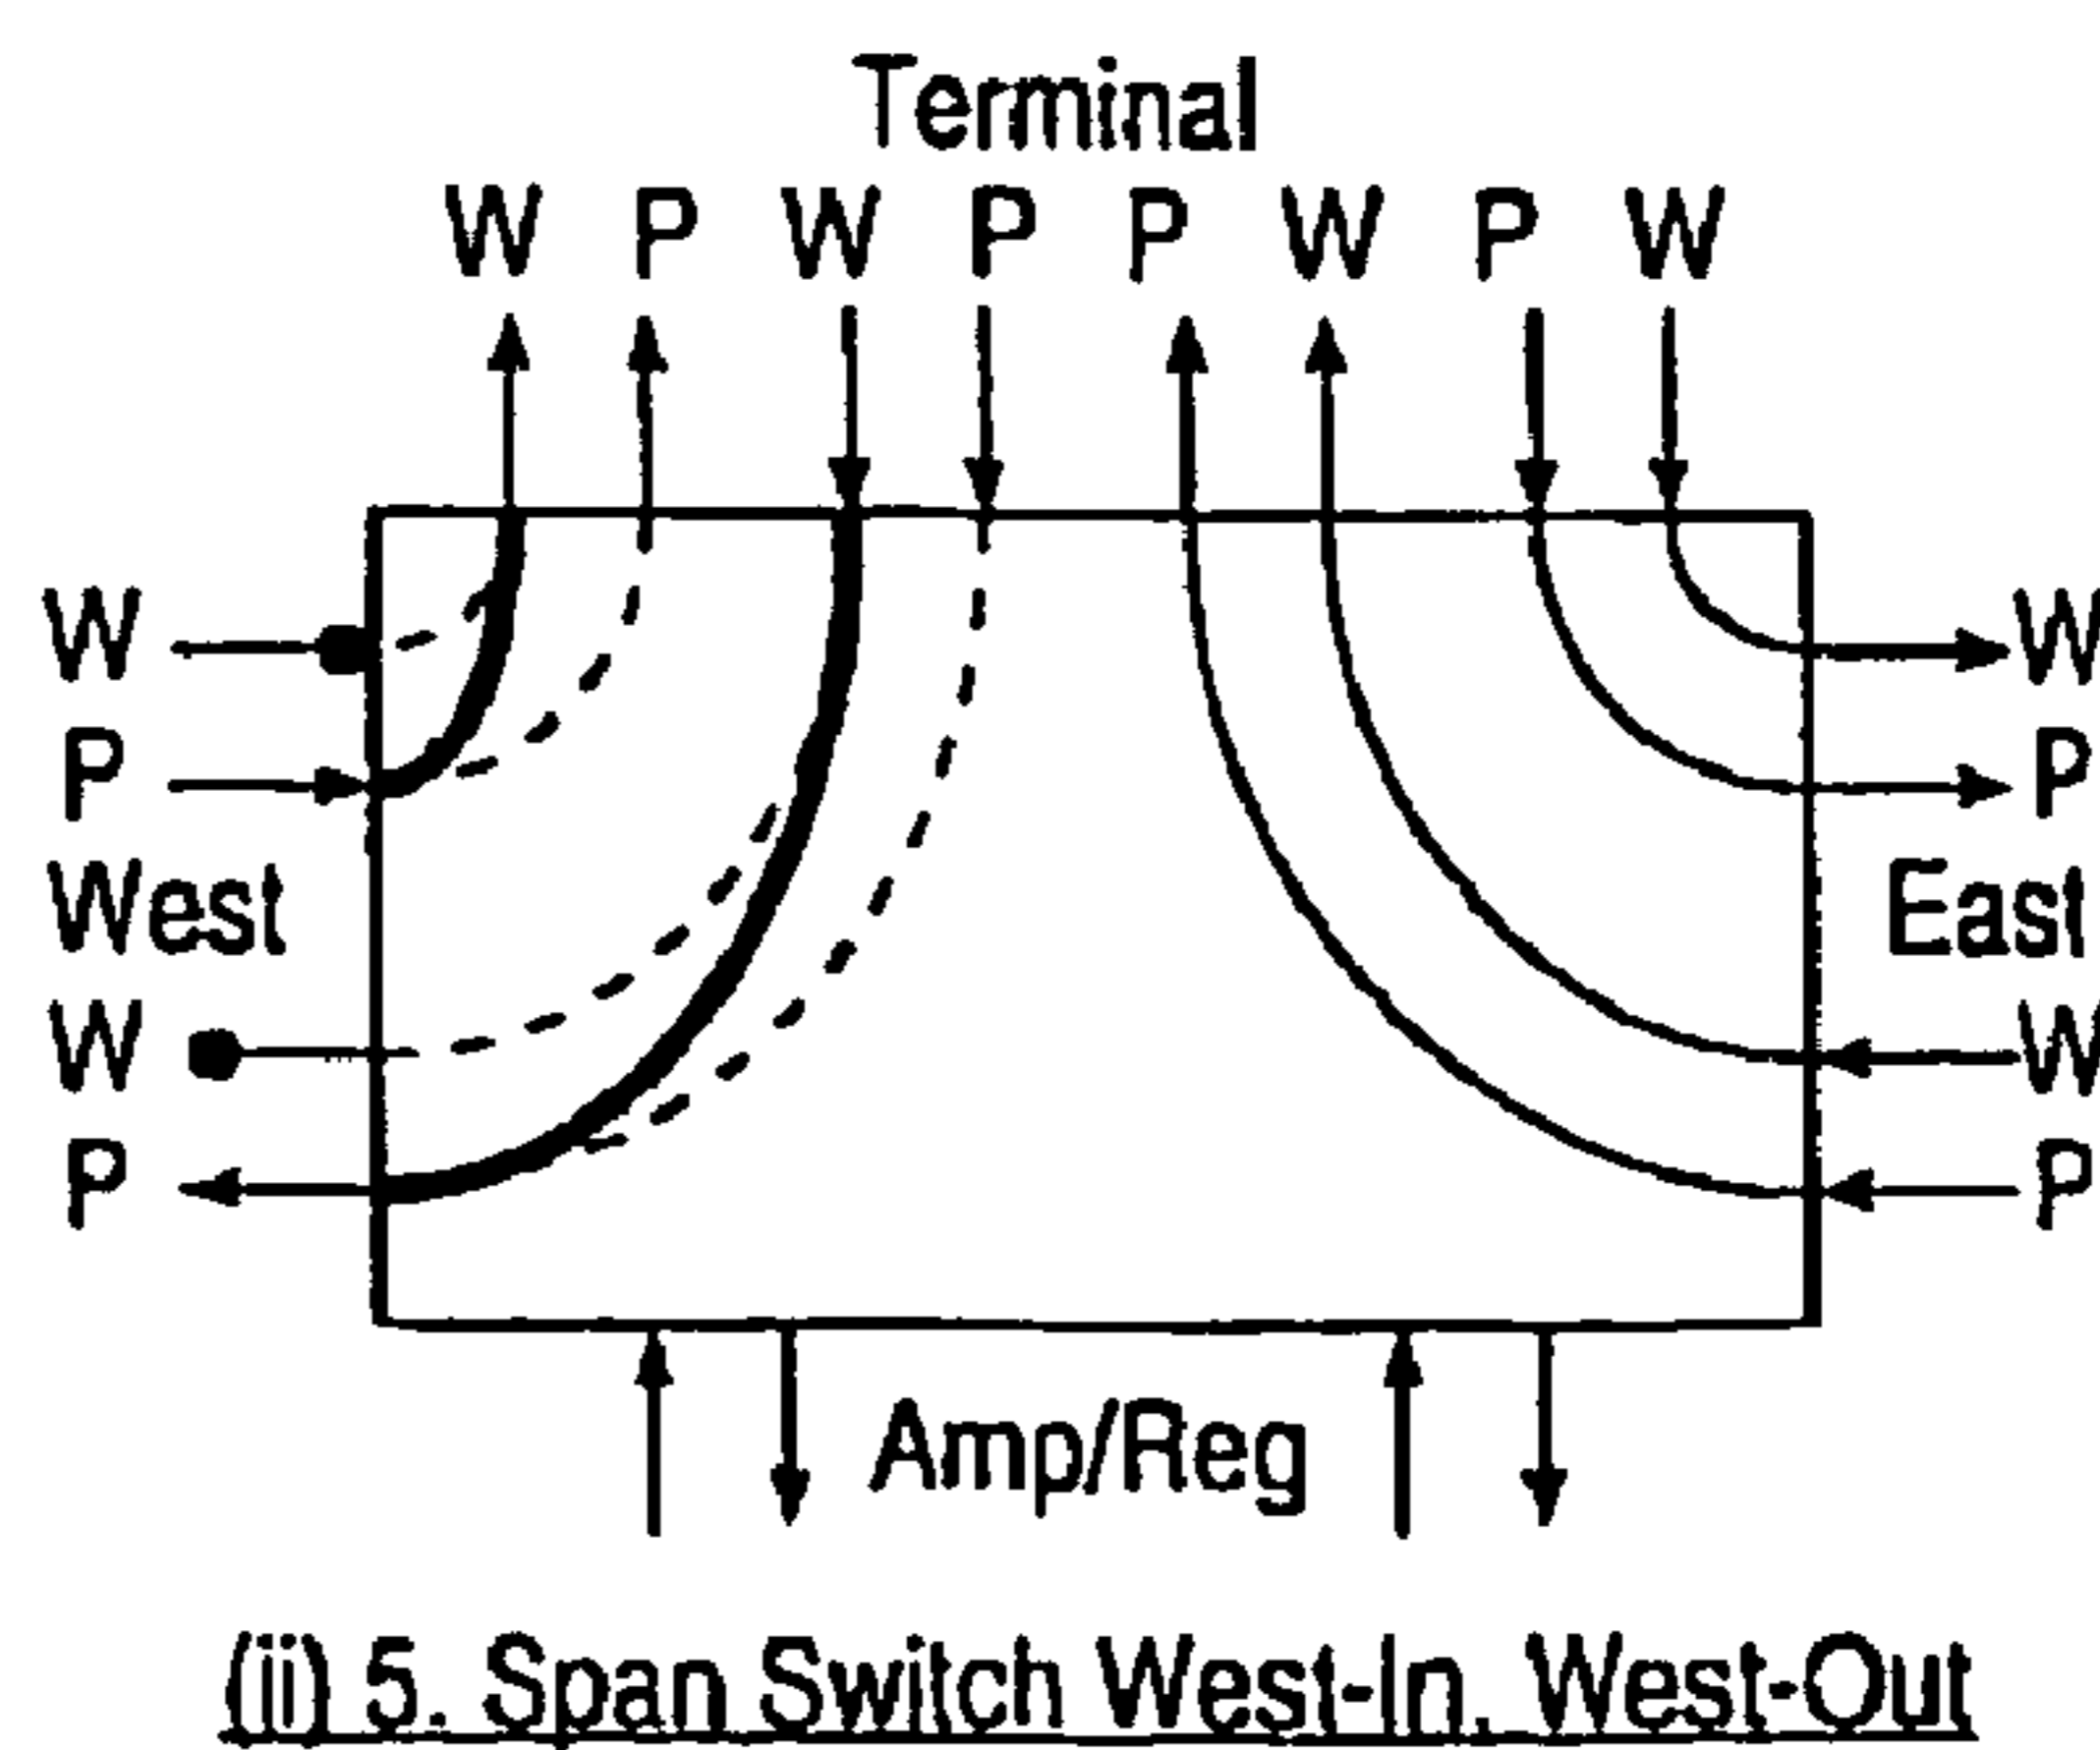 Terminal
W P W P P W P W
W W
P P
West East
W W
P P
Amp/Reg
(ii) 5. Span Switch West-In, West-Out